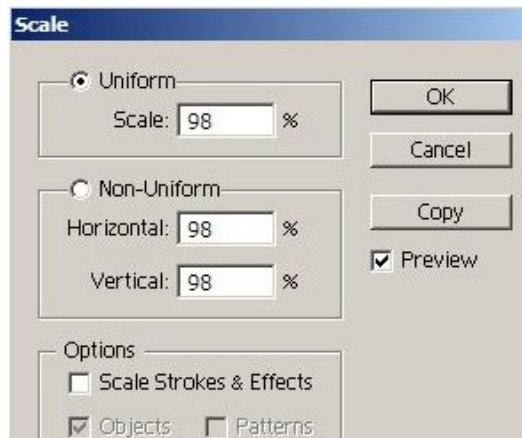 Scale
Uniform
Scale: 98 %
OK
Cancel
Non-Uniform
Horizontal: 98 %
Vertical: 98 %
Copy
Preview
Options
Scale Strokes & Effects
Objects Patterns